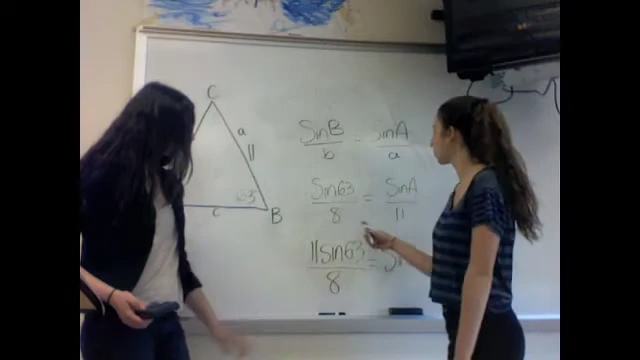 C
a
11
63
c
B
SinB/b = SinA/a
Sin63/8 = SinA/11
11Sin63/8 =